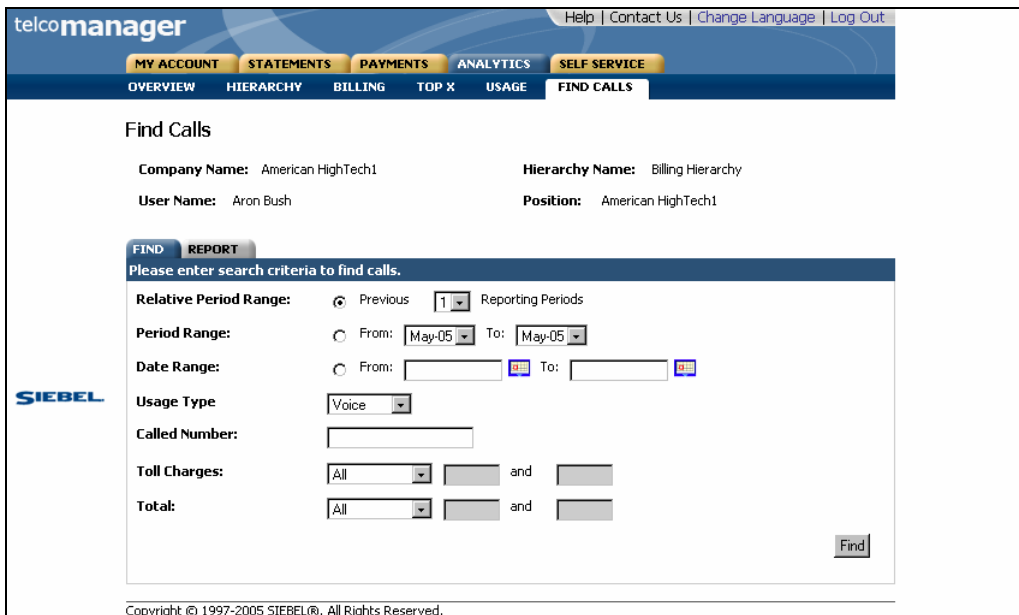 telcomanager
Help | Contact Us | Change Language | Log Out
MY ACCOUNT STATEMENTS PAYMENTS ANALYTICS SELF SERVICE
OVERVIEW HIERARCHY BILLING TOP X USAGE FIND CALLS
Find Calls
Company Name: American HighTech1 Hierarchy Name: Billing Hierarchy
User Name: Aron Bush Position: American HighTech1
FIND REPORT
Please enter search criteria to find calls.
Relative Period Range: Previous 1 Reporting Periods
Period Range: From: May-05 To: May-05
Date Range: From: To:
SIEBEL
Usage Type Voice
Called Number:
Toll Charges: All and
Total: All and
Find
Copyright © 1997-2005 SIEBEL®. All Rights Reserved.